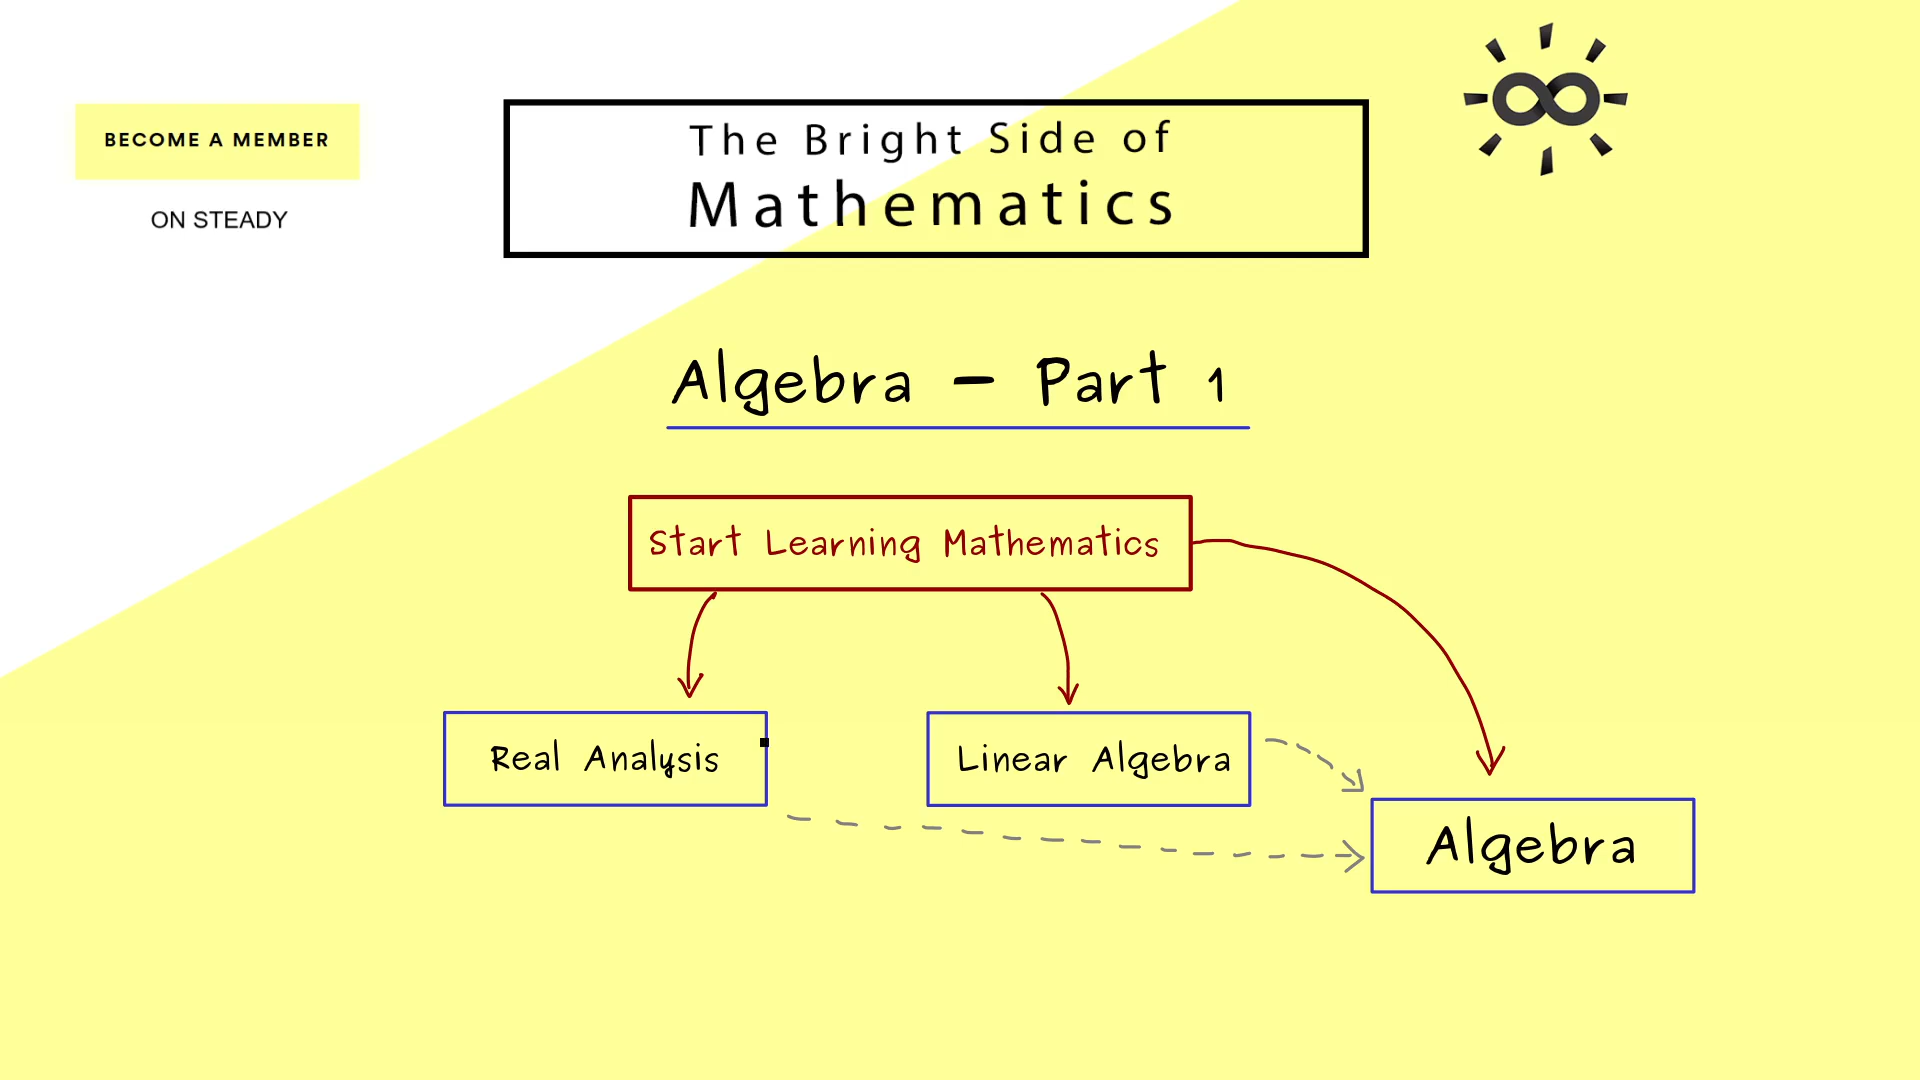 BECOME A MEMBER
ON STEADY
The Bright Side of
Mathematics
Algebra – Part 1
Start Learning Mathematics
Real Analysis
Linear Algebra
Algebra